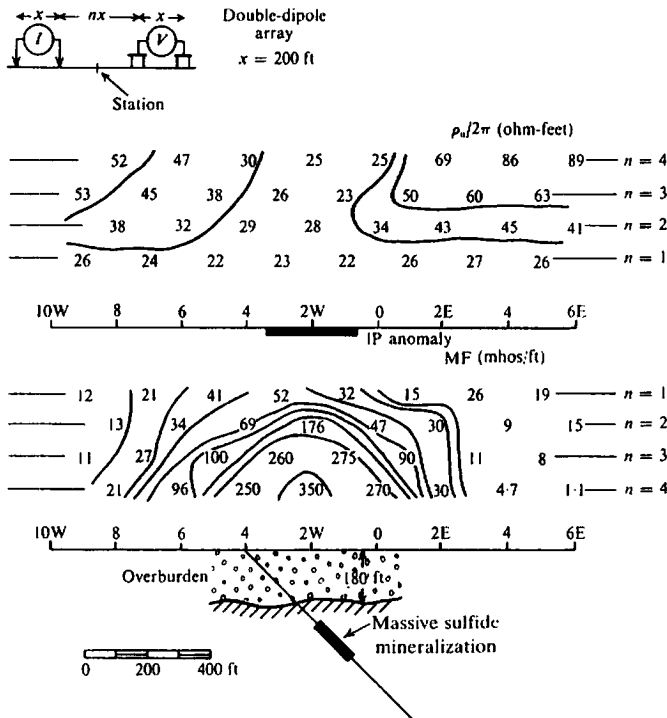 x nx x
I V
Double-dipole
array
x = 200 ft
Station
ρa/2π (ohm-feet)
52 47 30 25 25 69 86 89 n = 4
53 45 38 26 23 50 60 63 n = 3
38 32 29 28 34 43 45 41 n = 2
26 24 22 23 22 26 27 26 n = 1
10W 8 6 4 2W 0 2E 4 6E
IP anomaly
MF (mhos/ft)
12 21 41 52 32 15 26 19 n = 1
13 34 69 176 47 30 9 15 n = 2
11 27 100 260 275 90 11 8 n = 3
21 96 250 350 270 30 4·7 1·1 n = 4
10W 8 6 4 2W 0 2E 4 6E
Overburden
180 ft
Massive sulfide
mineralization
0 200 400 ft